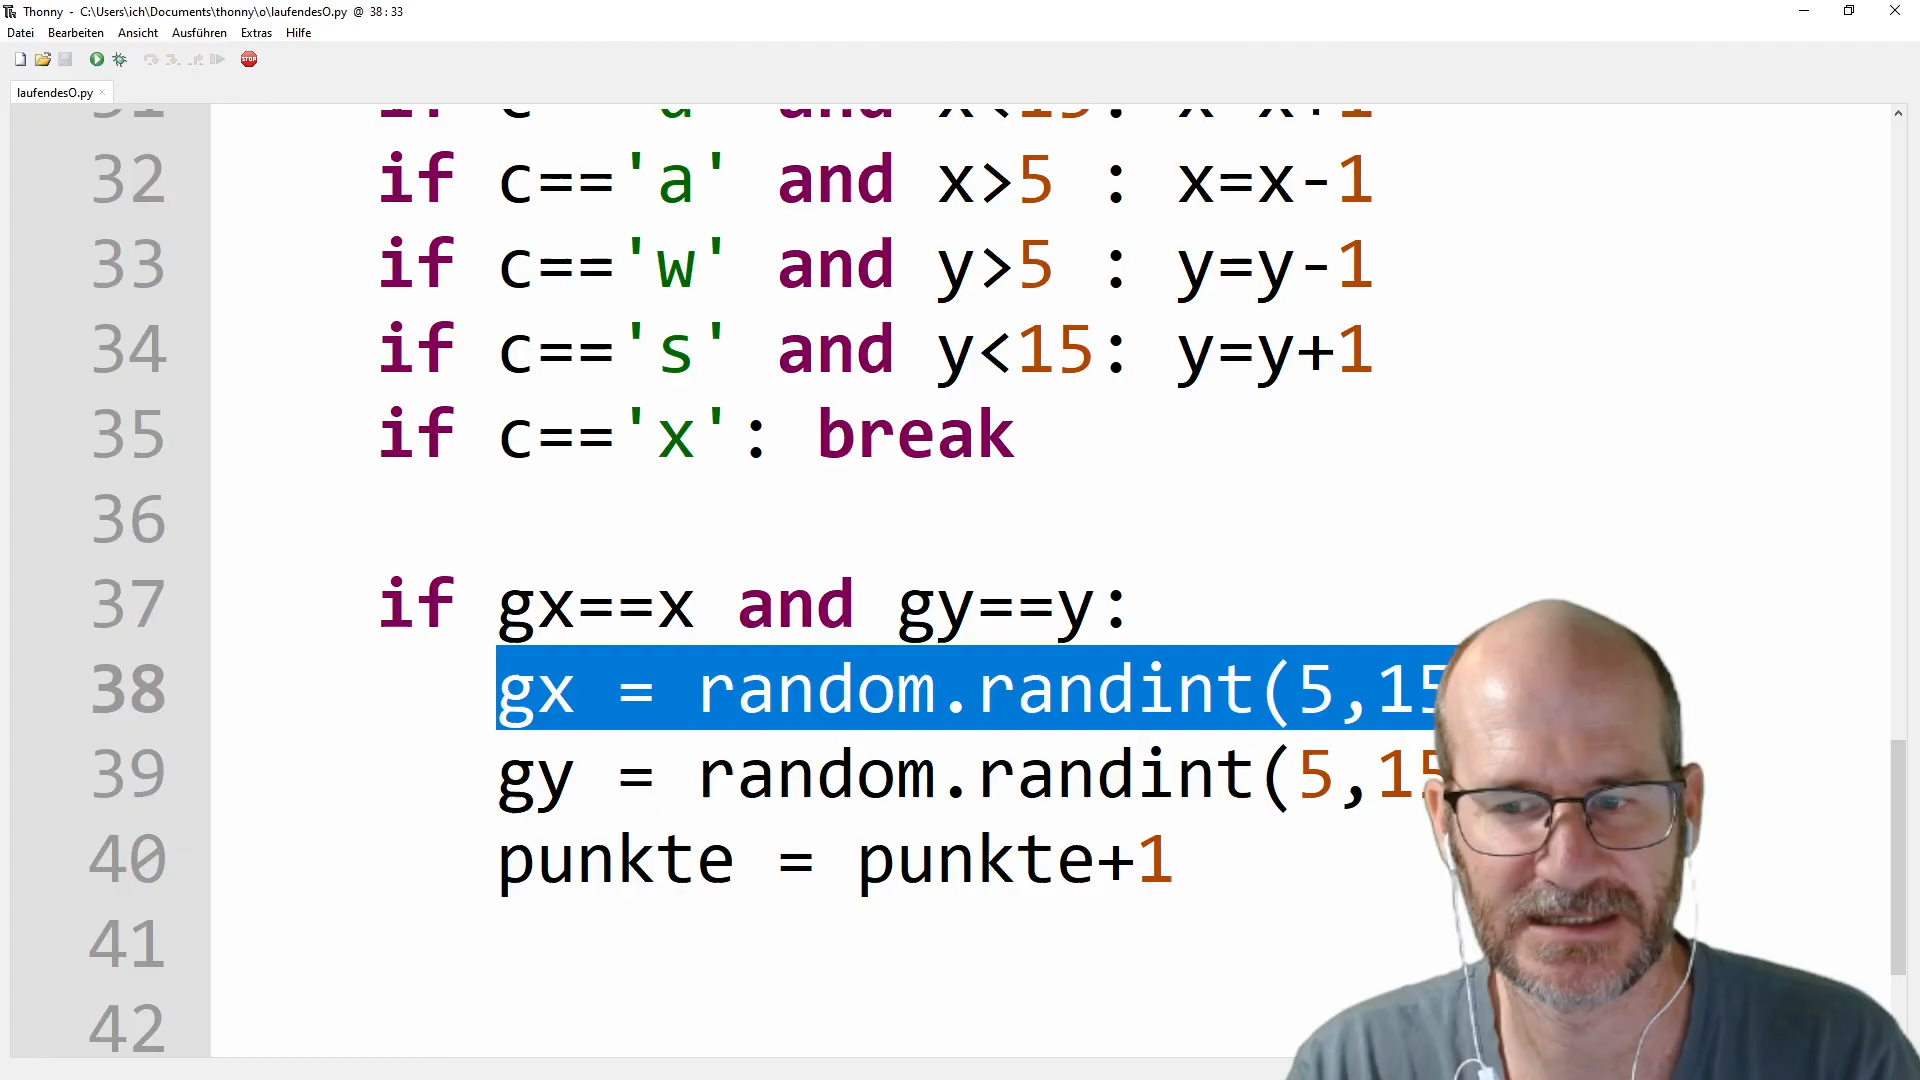 Thonny - C:\Users\ich\Documents\thonny\o\laufendesO.py @ 38:33
Datei Bearbeiten Ansicht Ausführen Extras Hilfe
STOP
laufendesO.py
32 if c=='a' and x>5 : x=x-1
33 if c=='w' and y>5 : y=y-1
34 if c=='s' and y<15: y=y+1
35 if c=='x': break
36
37 if gx==x and gy==y:
38 gx = random.randint(5,15
39 gy = random.randint(5,15
40 punkte = punkte+1
41
42